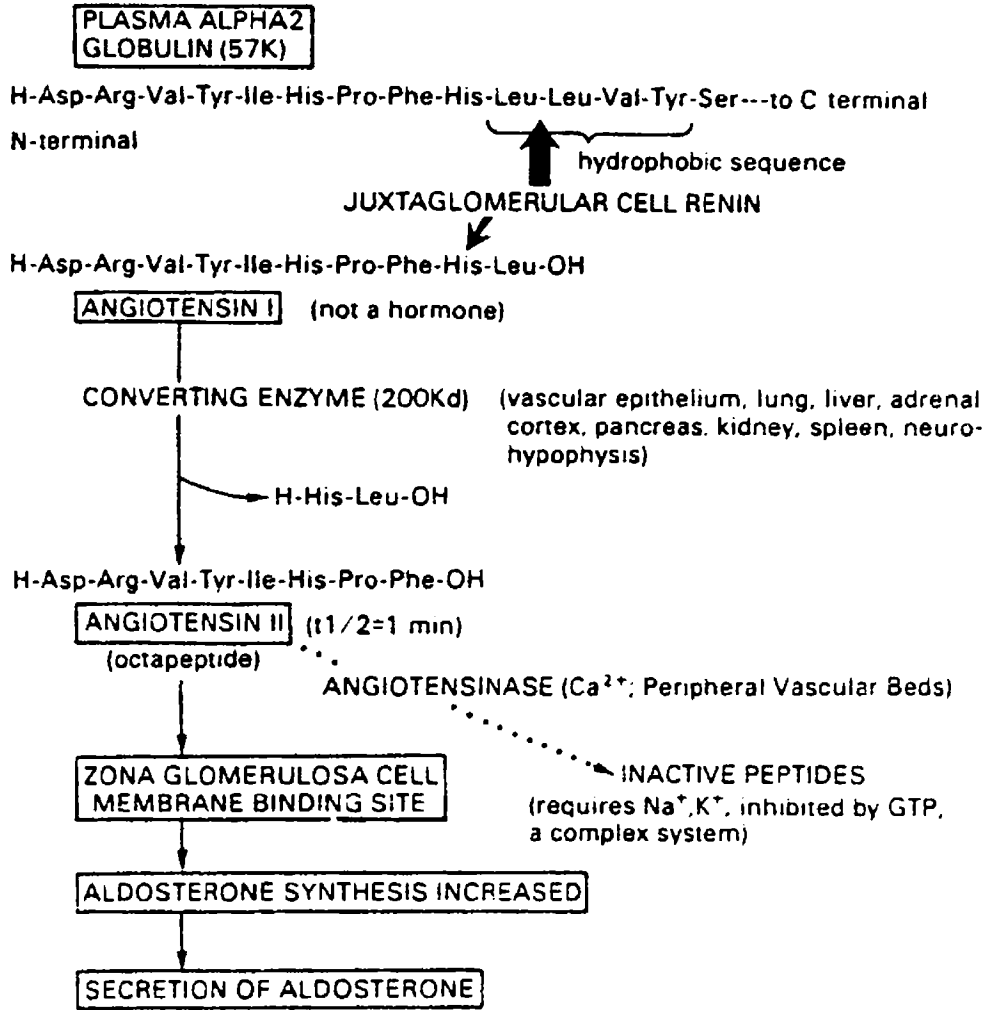 PLASMA ALPHA2
GLOBULIN (57K)
H-Asp-Arg-Val-Tyr-Ile-His-Pro-Phe-His-Leu-Leu-Val-Tyr-Ser---to C terminal
N-terminal
hydrophobic sequence
JUXTAGLOMERULAR CELL RENIN
H-Asp-Arg-Val-Tyr-Ile-His-Pro-Phe-His-Leu-OH
ANGIOTENSIN I (not a hormone)
CONVERTING ENZYME (200Kd) (vascular epithelium, lung, liver, adrenal
cortex, pancreas. kidney, spleen, neuro-
hypophysis)
H-His-Leu-OH
H-Asp-Arg-Val-Tyr-Ile-His-Pro-Phe-OH
ANGIOTENSIN II (t1/2=1 min)
(octapeptide)
ANGIOTENSINASE (Ca²⁺; Peripheral Vascular Beds)
INACTIVE PEPTIDES
(requires Na⁺,K⁺, inhibited by GTP,
a complex system)
ZONA GLOMERULOSA CELL
MEMBRANE BINDING SITE
ALDOSTERONE SYNTHESIS INCREASED
SECRETION OF ALDOSTERONE